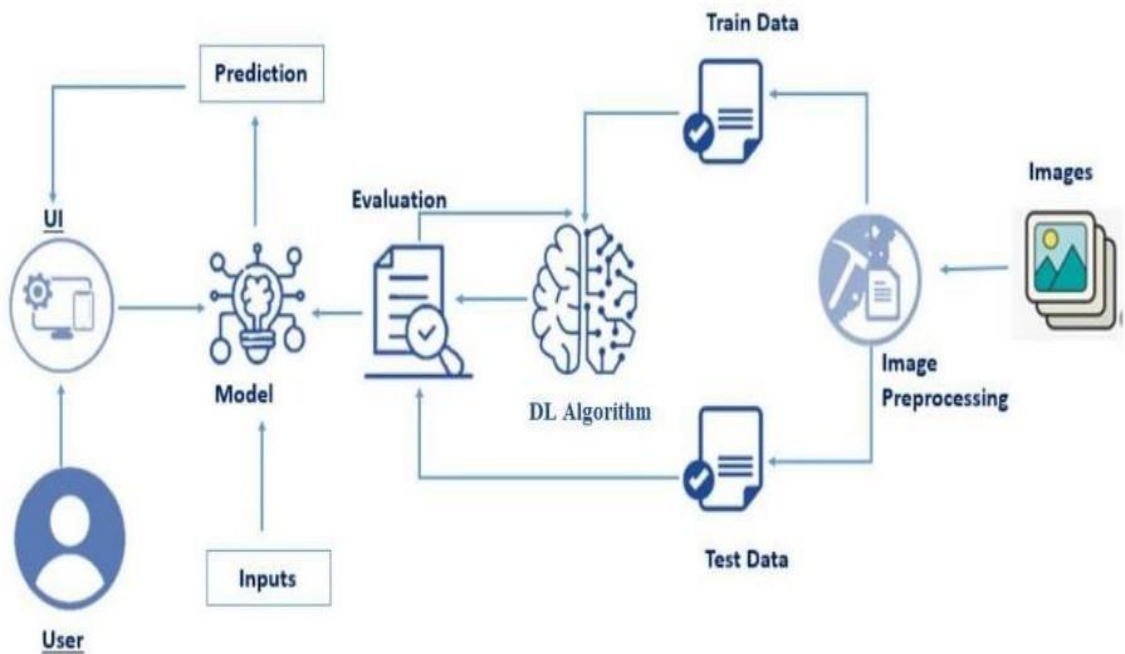 Train Data
Prediction
Images
Evaluation
UI
Image
Preprocessing
Model
DL Algorithm
Test Data
Inputs
User